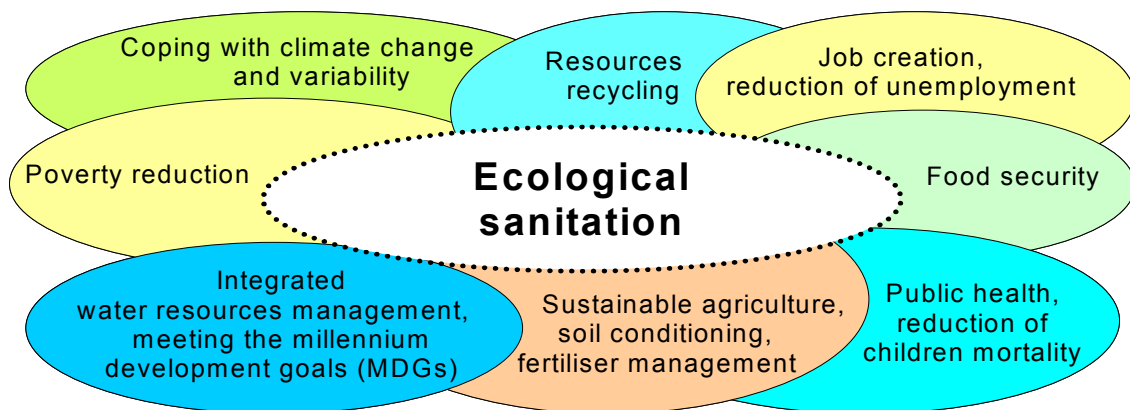 Coping with climate change
and variability
Resources
recycling
Job creation,
reduction of unemployment
Poverty reduction
Ecological
sanitation
Food security
Integrated
water resources management,
meeting the millennium
development goals (MDGs)
Sustainable agriculture,
soil conditioning,
fertiliser management
Public health,
reduction of
children mortality